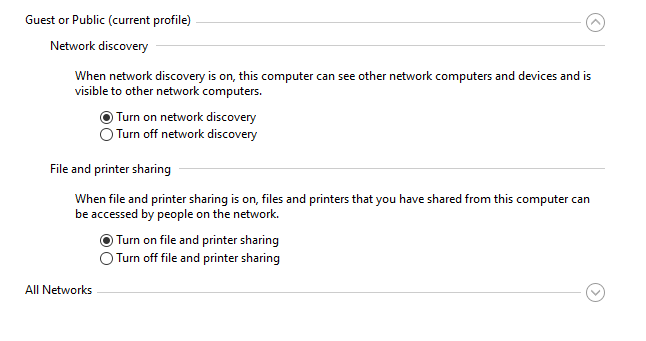 Guest or Public (current profile)
Network discovery
When network discovery is on, this computer can see other network computers and devices and is
visible to other network computers.
Turn on network discovery
Turn off network discovery
File and printer sharing
When file and printer sharing is on, files and printers that you have shared from this computer can
be accessed by people on the network.
Turn on file and printer sharing
Turn off file and printer sharing
All Networks